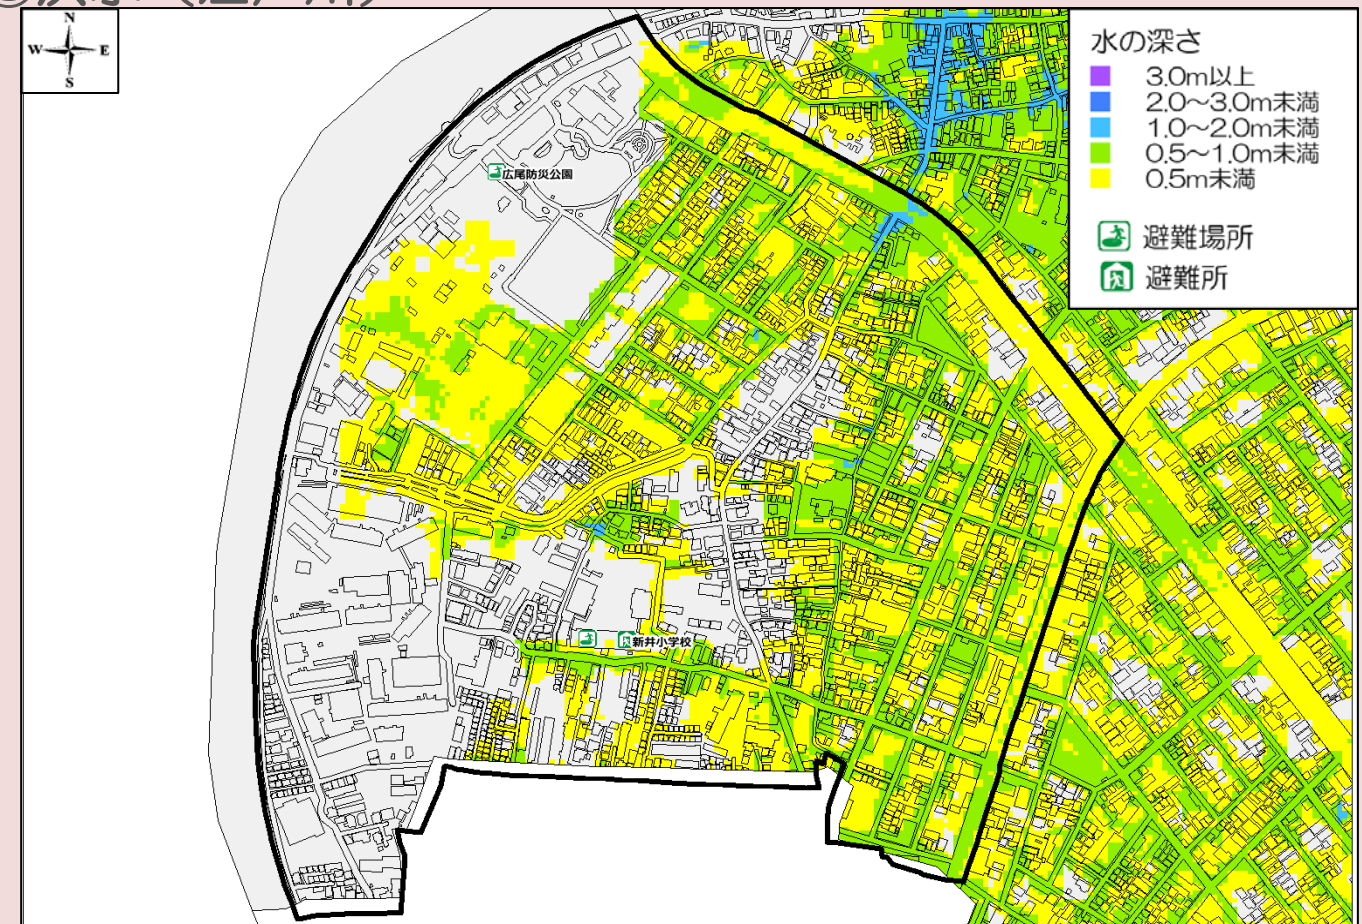 N
W E
S
水の深さ
3.0m以上
2.0～3.0m未満
1.0～2.0m未満
0.5～1.0m未満
0.5m未満
避難場所
避難所
広尾防災公園
新井小学校